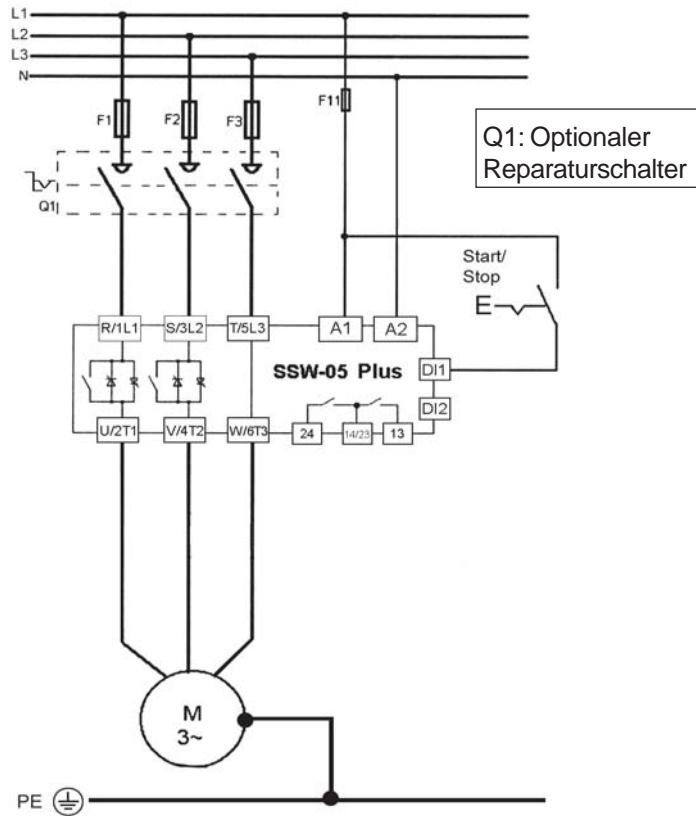 L1
L2
L3
N
F1
F2
F3
F11
Q1: Optionaler
Reparaturschalter
Q1
Start/
Stop
E
R/1L1
S/3L2
T/5L3
A1
A2
SSW-05 Plus
DI1
DI2
U/2T1
V/4T2
W/6T3
24
14/23
13
M
3~
PE